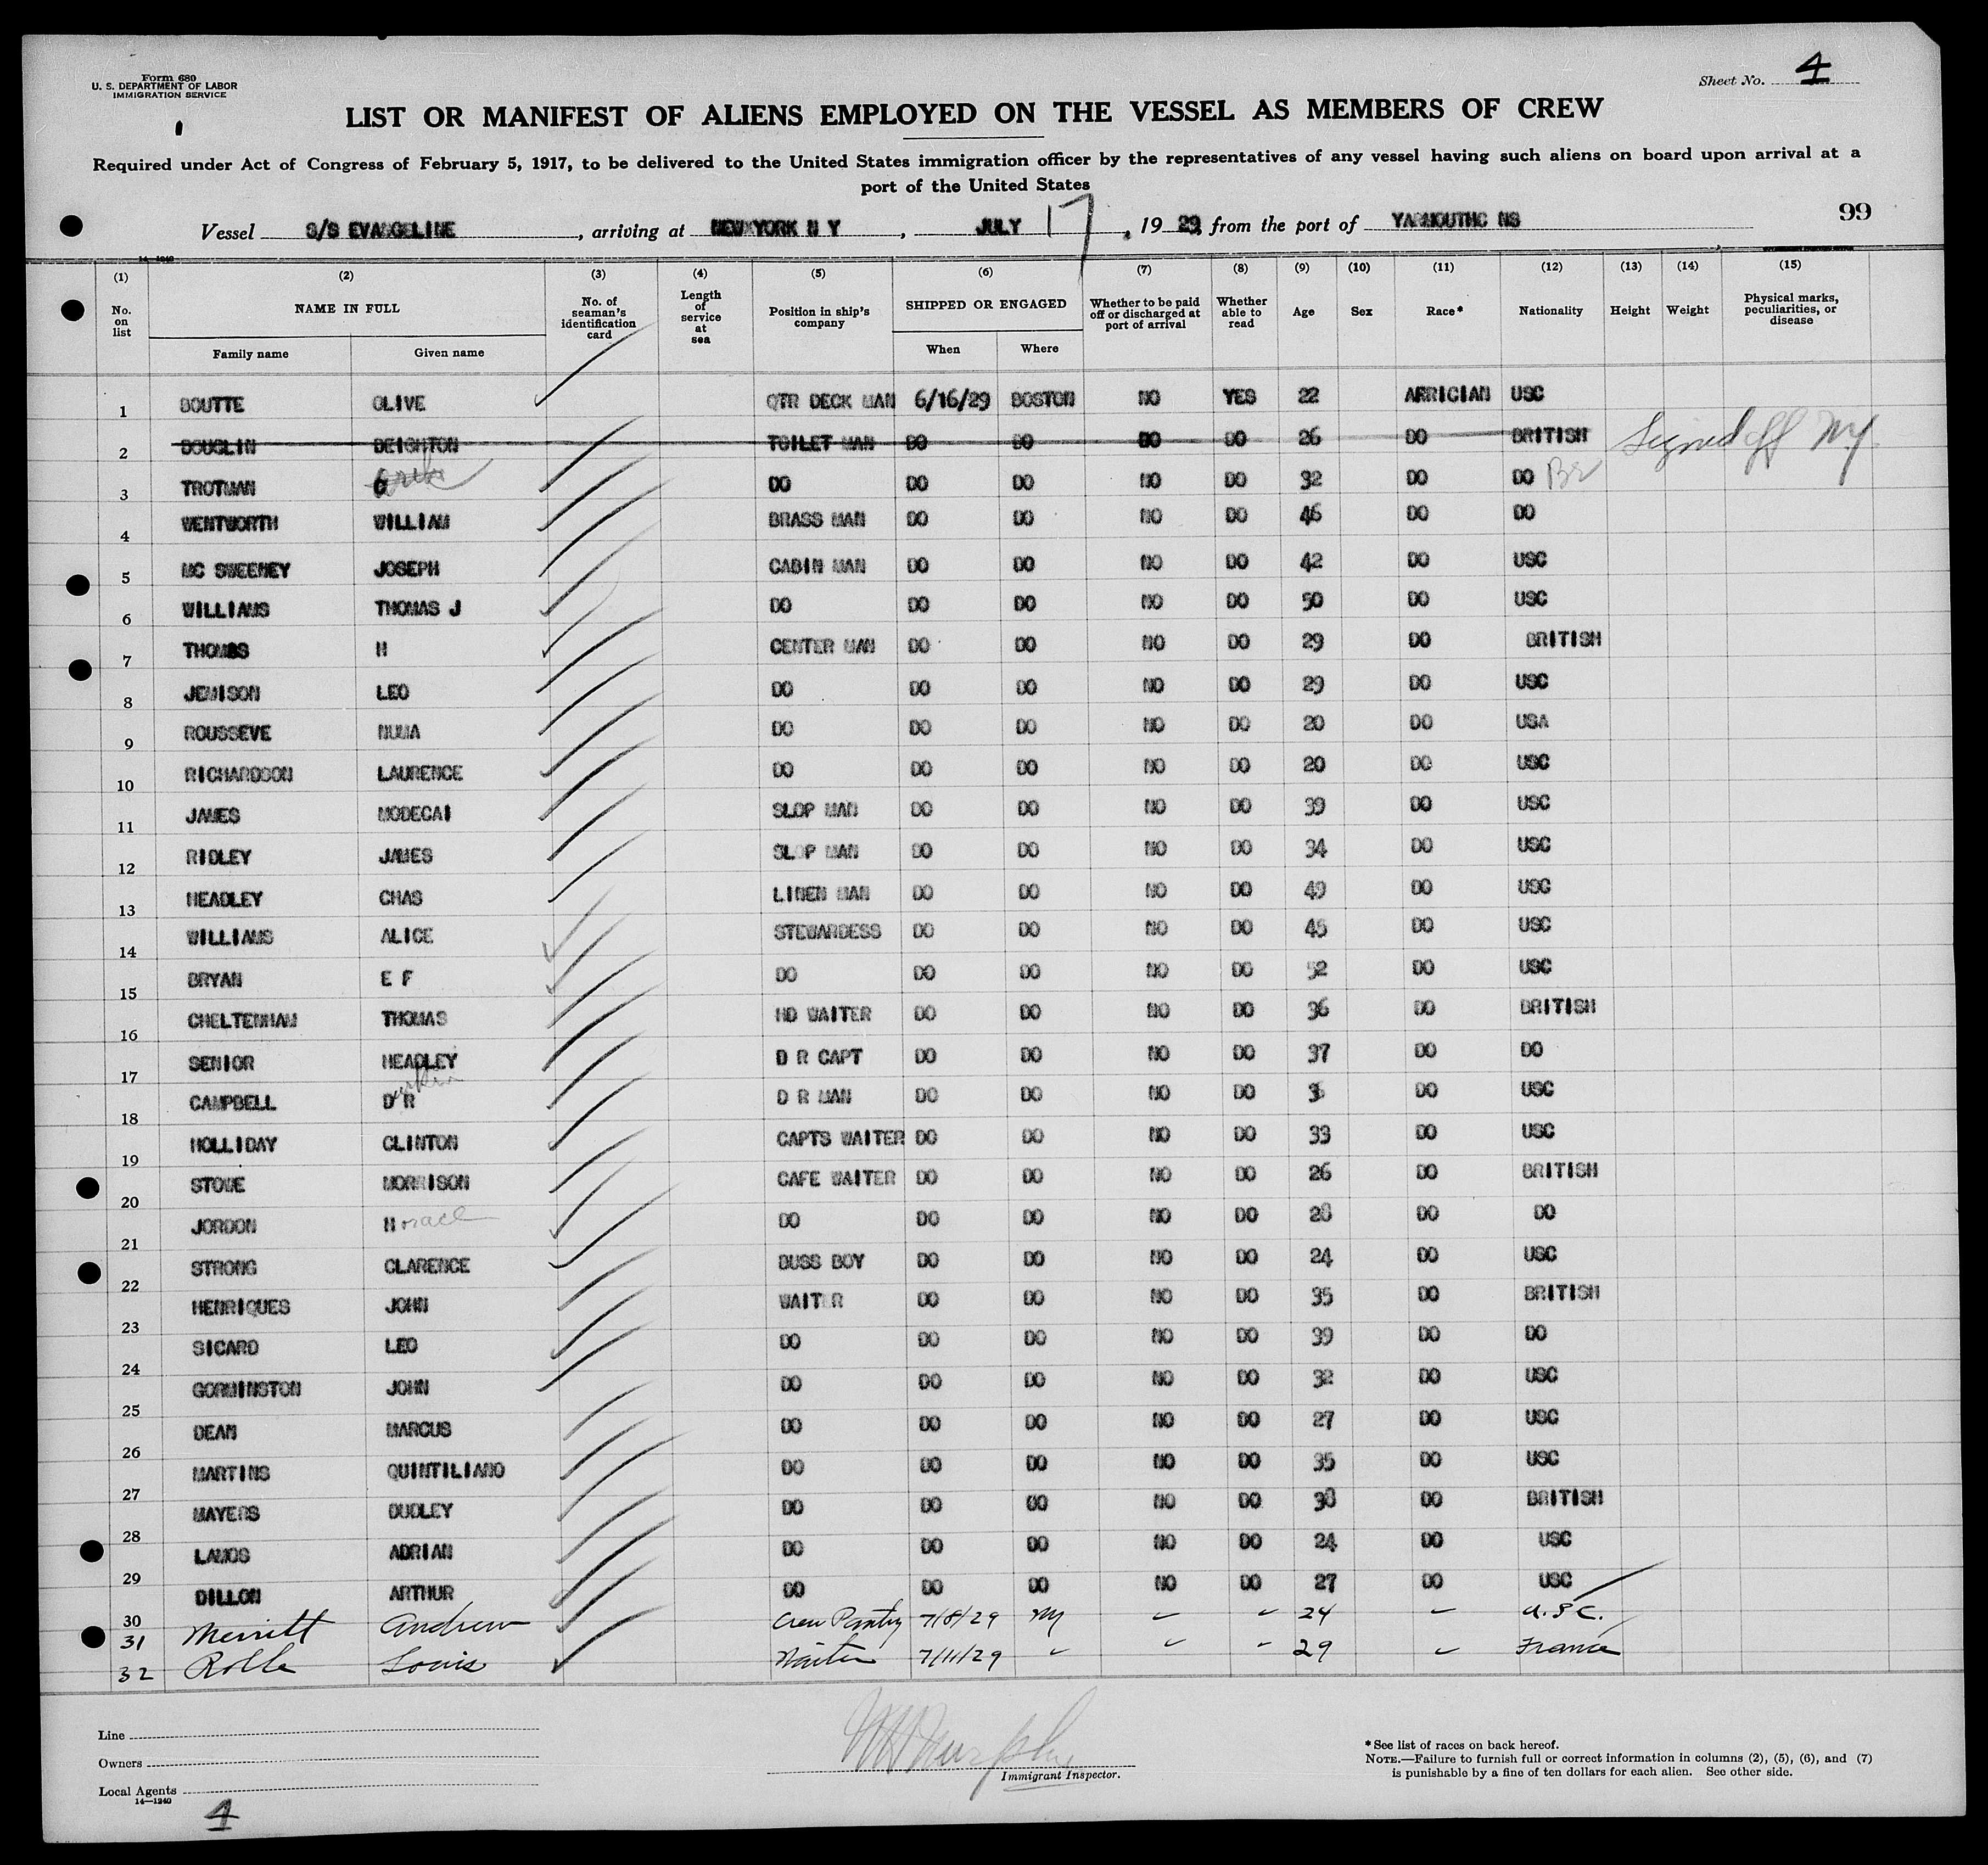 Form 680
U. S. DEPARTMENT OF LABOR
IMMIGRATION SERVICE
Sheet No. 4
LIST OR MANIFEST OF ALIENS EMPLOYED ON THE VESSEL AS MEMBERS OF CREW
Required under Act of Congress of February 5, 1917, to be delivered to the United States immigration officer by the representatives of any vessel having such aliens on board upon arrival at a
port of the United States
Vessel S/S EVANGELINE , arriving at NEW YORK N Y , JULY 17 , 19 29 from the port of YARMOUTHC NS
99
14-1240
(1) (2) (3) (4) (5) (6) (7) (8) (9) (10) (11) (12) (13) (14) (15)
No. on list NAME IN FULL No. of seaman's identification card Length of service at sea Position in ship's company SHIPPED OR ENGAGED Whether to be paid off or discharged at port of arrival Whether able to read Age Sex Race* Nationality Height Weight Physical marks, peculiarities, or disease
Family name Given name When Where
1 BOUTTE OLIVE QTR DECK MAN 6/16/29 BOSTON NO YES 22 AFRICIAN USC
2 DOUGLIN DEIGHTON TOILET MAN DO DO NO DO 26 DO BRITISH Signed off NY
3 TROTMAN DO DO DO NO DO 32 DO DO Br
4 WENTWORTH WILLIAM BRASS MAN DO DO NO DO 46 DO DO
5 MC SWEENEY JOSEPH CABIN MAN DO DO NO DO 42 DO USC
6 WILLIAMS THOMAS J DO DO DO NO DO 50 DO USC
7 THOMBS H CENTER MAN DO DO NO DO 29 DO BRITISH
8 JEMISON LEO DO DO DO NO DO 29 DO USC
9 ROUSSEVE NUMA DO DO DO NO DO 20 DO USA
10 RICHARDSON LAURENCE DO DO DO NO DO 20 DO USC
11 JAMES MODECAI SLOP MAN DO DO NO DO 39 DO USC
12 RIDLEY JAMES SLOP MAN DO DO NO DO 34 DO USC
13 HEADLEY CHAS LINEN MAN DO DO NO DO 49 DO USC
14 WILLIAMS ALICE STEWARDESS DO DO NO DO 45 DO USC
15 BRYAN E F DO DO DO NO DO 52 DO USC
16 CHELTENHAM THOMAS HD WAITER DO DO NO DO 36 DO BRITISH
17 SENIOR HEADLEY D R CAPT DO DO NO DO 37 DO DO
18 CAMPBELL D R D R MAN DO DO NO DO DO USC
19 HOLLIDAY CLINTON CAPTS WAITER DO DO NO DO 33 DO USC
20 STOWE MORRISON CAFE WAITER DO DO NO DO 26 DO BRITISH
21 JORDON Horace DO DO DO NO DO 28 DO DO
22 STRONG CLARENCE BUSS BOY DO DO NO DO 24 DO USC
23 HENRIQUES JOHN WAITER DO DO NO DO 35 DO BRITISH
24 SICARD LEO DO DO DO NO DO 39 DO DO
25 GORMINSTON JOHN DO DO DO NO DO 32 DO USC
26 DEAN MARCUS DO DO DO NO DO 27 DO USC
27 MARTINS QUINTILIANO DO DO DO NO DO 35 DO USC
28 MAYERS DUDLEY DO DO DO NO DO 38 DO BRITISH
29 LAMOS ADRIAN DO DO DO NO DO 24 DO USC
30 DILLON ARTHUR DO DO DO NO DO 27 DO USC
31 Merritt Andrew Crew Pantry 7/8/29 NY 24 U.S.C.
32 Rolle Louis Waiter 7/11/29 29 France
Line
Owners
Local Agents
14-1240
4
Immigrant Inspector.
* See list of races on back hereof.
NOTE.—Failure to furnish full or correct information in columns (2), (5), (6), and (7)
is punishable by a fine of ten dollars for each alien. See other side.